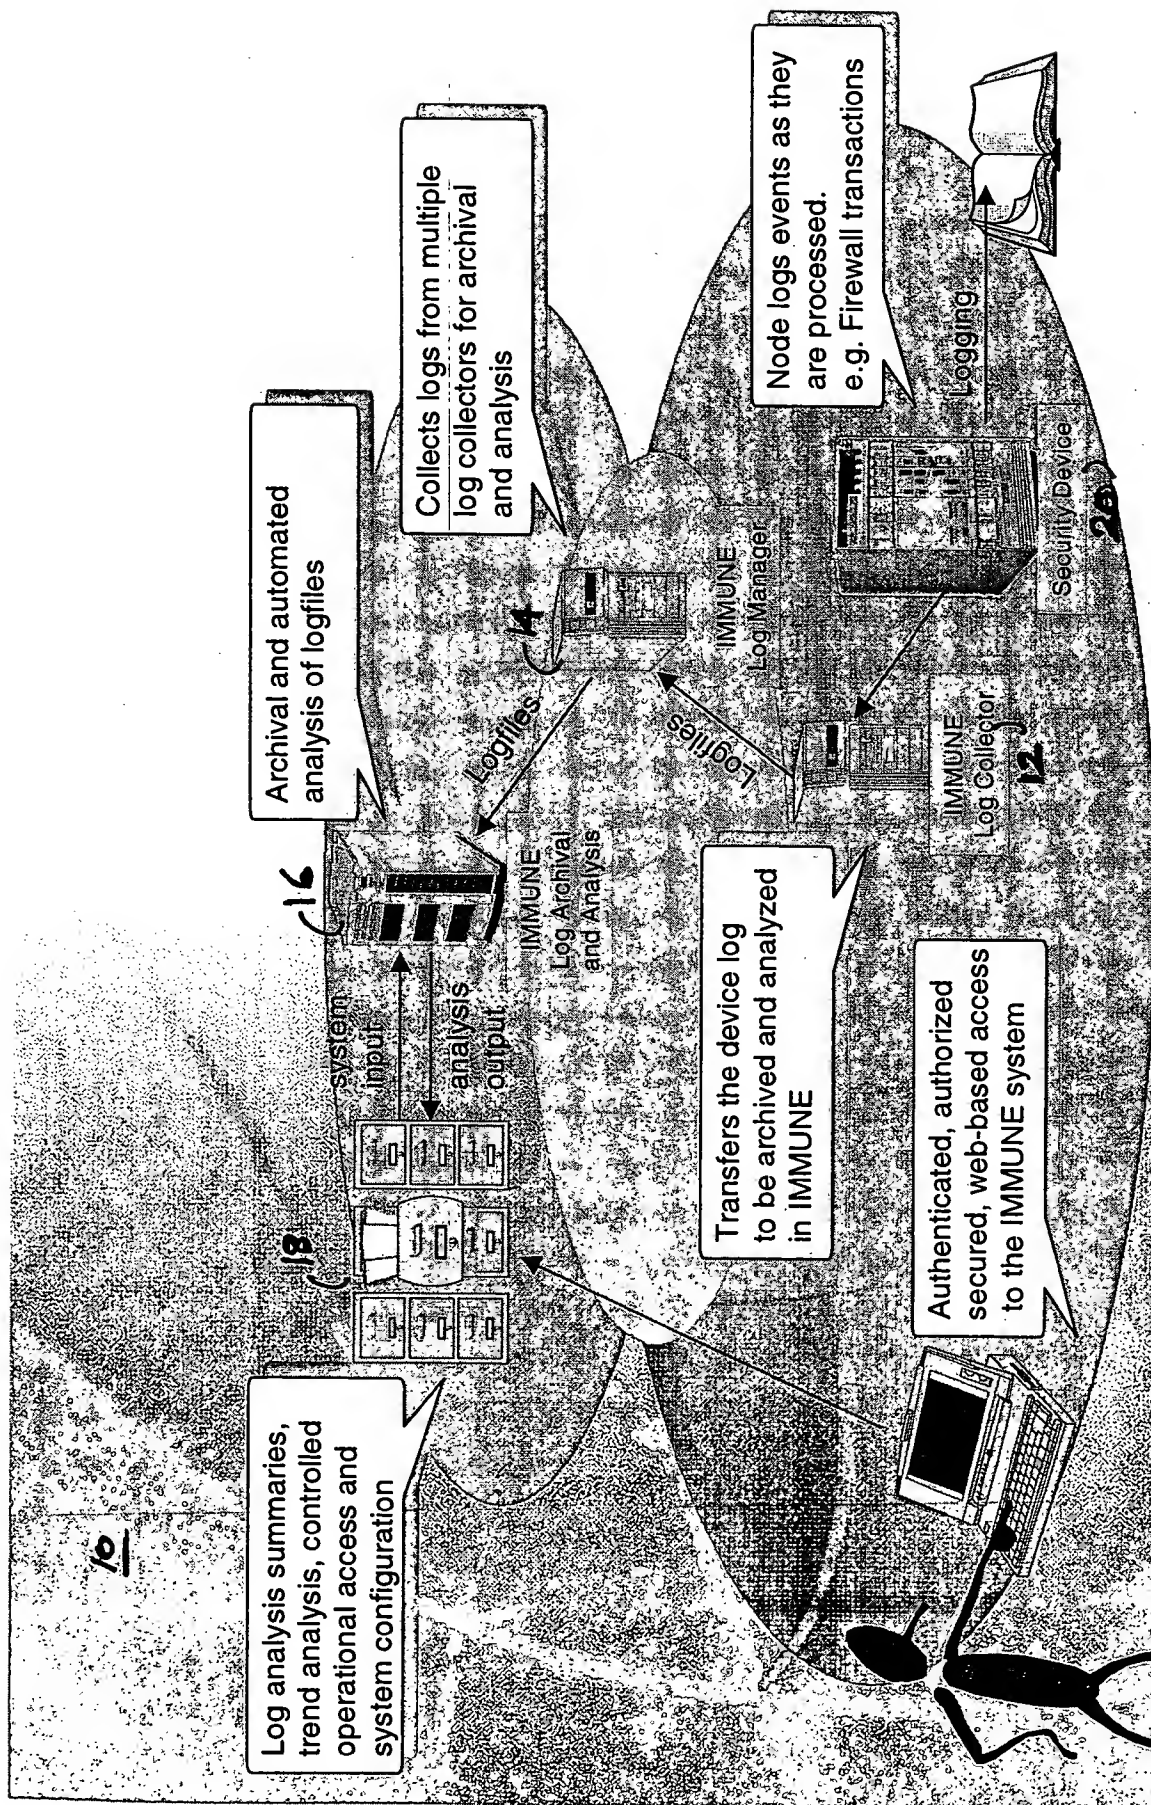 10
Log analysis summaries,
trend analysis, controlled
operational access and
system configuration
18
system
input
analysis
output
16
IMMUNE
Log Archival
and Analysis
Archival and automated
analysis of logfiles
Logfiles
14
IMMUNE
Log Manager
Collects logs from multiple
log collectors for archival
and analysis
Logfiles
Transfers the device log
to be archived and analyzed
in IMMUNE
IMMUNE
Log Collector
12
Node logs events as they
are processed.
e.g. Firewall transactions
Logging
Security Device
20
Authenticated, authorized
secured, web-based access
to the IMMUNE system